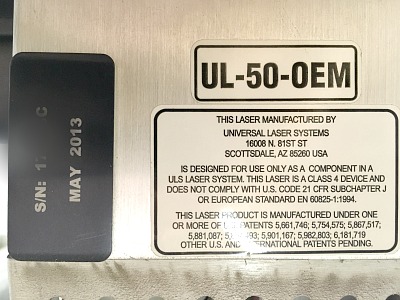 UL-50-OEM
S/N: 17 C
MAY 2013
THIS LASER MANUFACTURED BY
UNIVERSAL LASER SYSTEMS
16008 N. 81ST ST
SCOTTSDALE, AZ 85260 USA
IS DESIGNED FOR USE ONLY AS A COMPONENT IN A
ULS LASER SYSTEM. THIS LASER IS A CLASS 4 DEVICE AND
DOES NOT COMPLY WITH U.S. CODE 21 CFR SUBCHAPTER J
OR EUROPEAN STANDARD EN 60825-1:1994.
THIS LASER PRODUCT IS MANUFACTURED UNDER ONE
OR MORE OF PATENTS 5,661,746; 5,754,575; 5,867,517;
5,881,087; 5,901,167; 5,982,803; 6,181,719
OTHER U.S. AND INTERNATIONAL PATENTS PENDING.